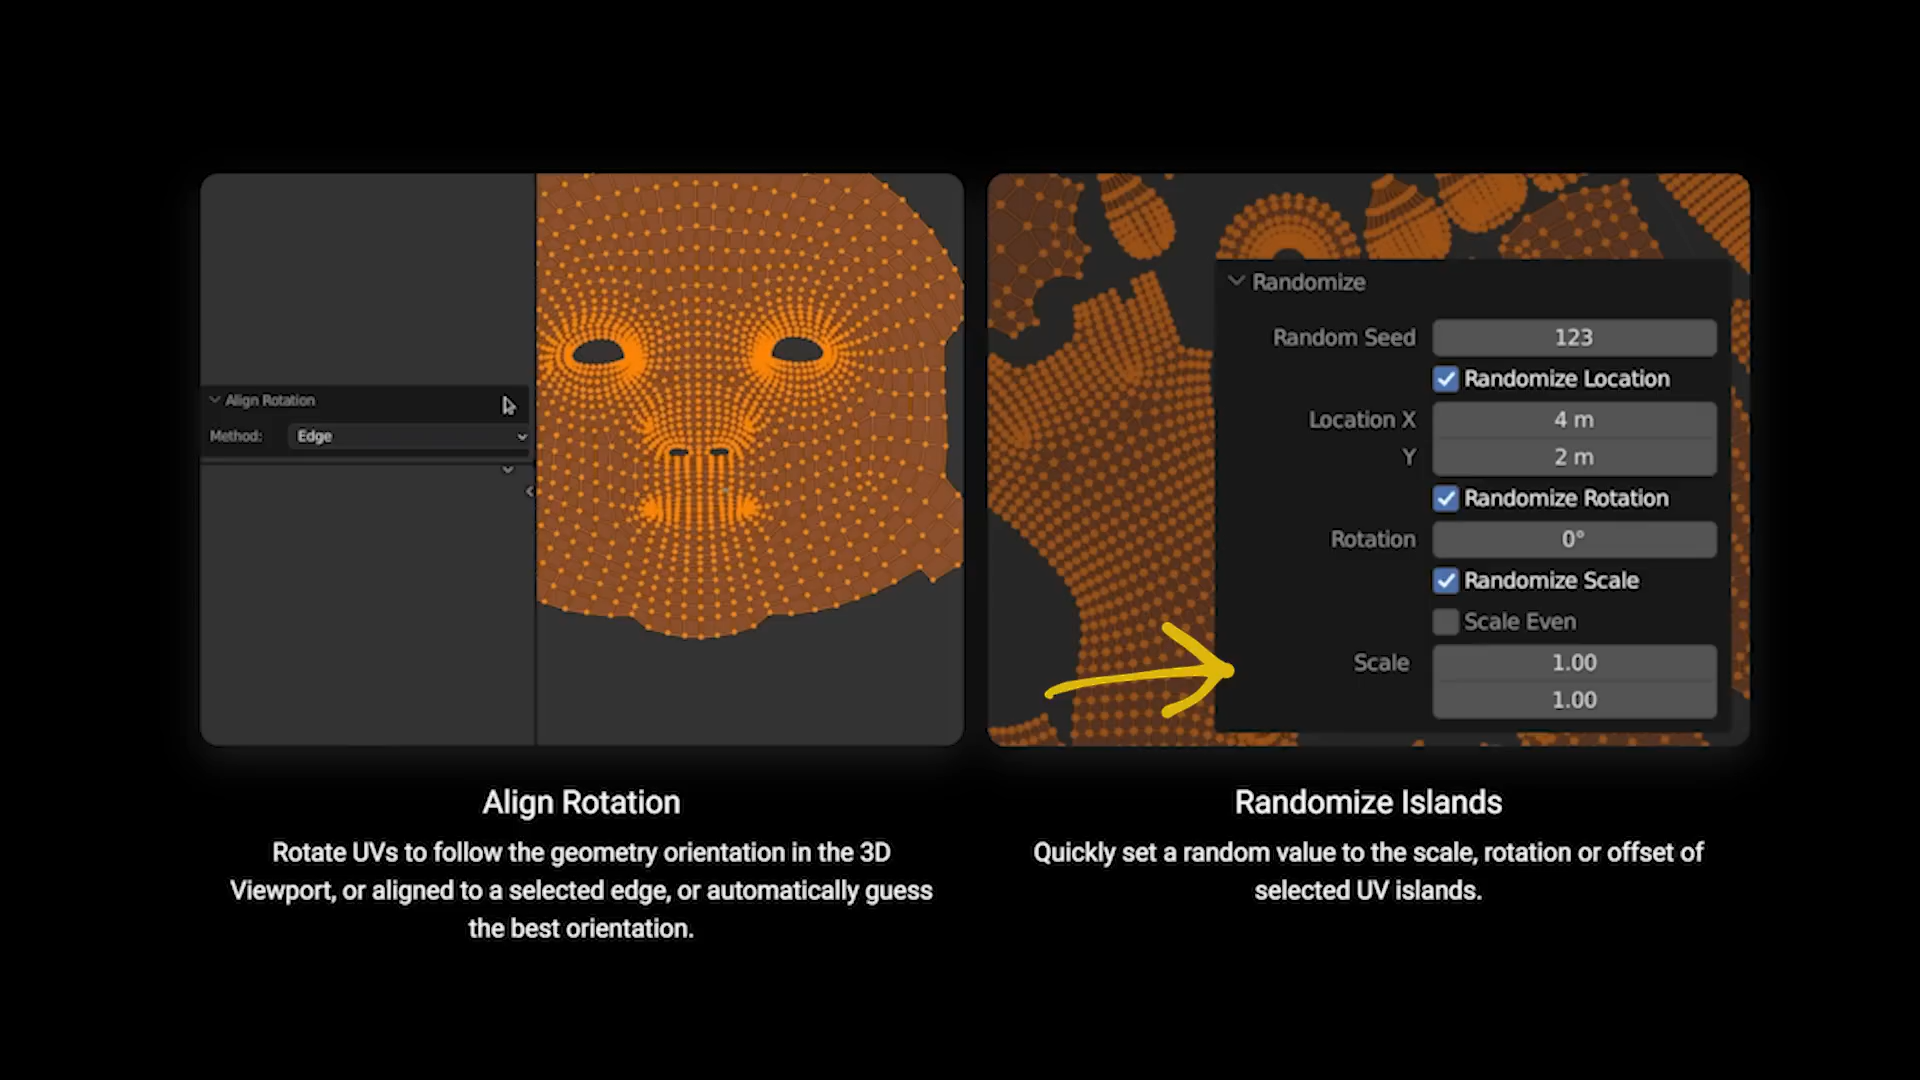 Align Rotation
Method: Edge
Randomize
Random Seed 123
Randomize Location
Location X 4 m
Y 2 m
Randomize Rotation
Rotation 0°
Randomize Scale
Scale Even
Scale 1.00
1.00
Align Rotation
Rotate UVs to follow the geometry orientation in the 3D
Viewport, or aligned to a selected edge, or automatically guess
the best orientation.
Randomize Islands
Quickly set a random value to the scale, rotation or offset of
selected UV islands.